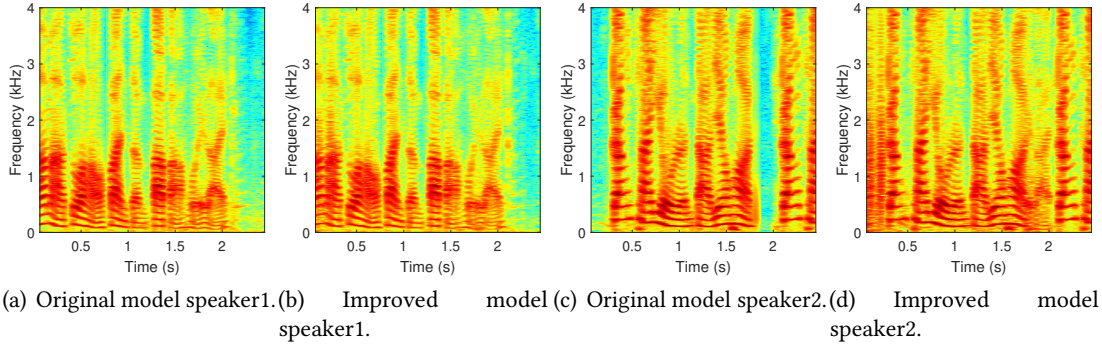 4 4 4 4
3 3 3 3
2 2 2 2
1 1 1 1
0 0 0 0
Frequency (kHz) Frequency (kHz) Frequency (kHz) Frequency (kHz)
0.5 1 1.5 2 0.5 1 1.5 2 0.5 1 1.5 2 0.5 1 1.5 2
Time (s) Time (s) Time (s) Time (s)
(a) Original model speaker1. (b) Improved model (c) Original model speaker2. (d) Improved model
speaker1. speaker2.